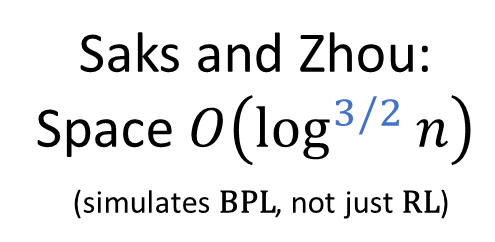 Saks and Zhou:
Space O(log^{3/2} n)
(simulates BPL, not just RL)